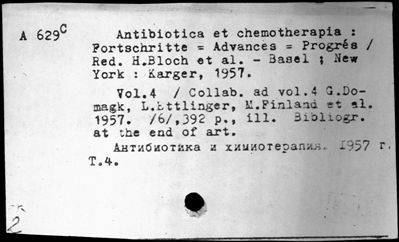 A 629C
Antibiotica et chemotherapia :
Fortschritte = Advances = Progrés /
Red. H.Bloch et al. - Basel ; New
York : Karger, 1957.
Vol.4 / Collab. ad vol.4 G.Do-
magk, L.Ettlinger, M.Finland et al.
1957. /6/,392 p., ill. Bibliogr.
at the end of art.
Антибиотика и химиотерапия. 1957 г.
Т.4.
2